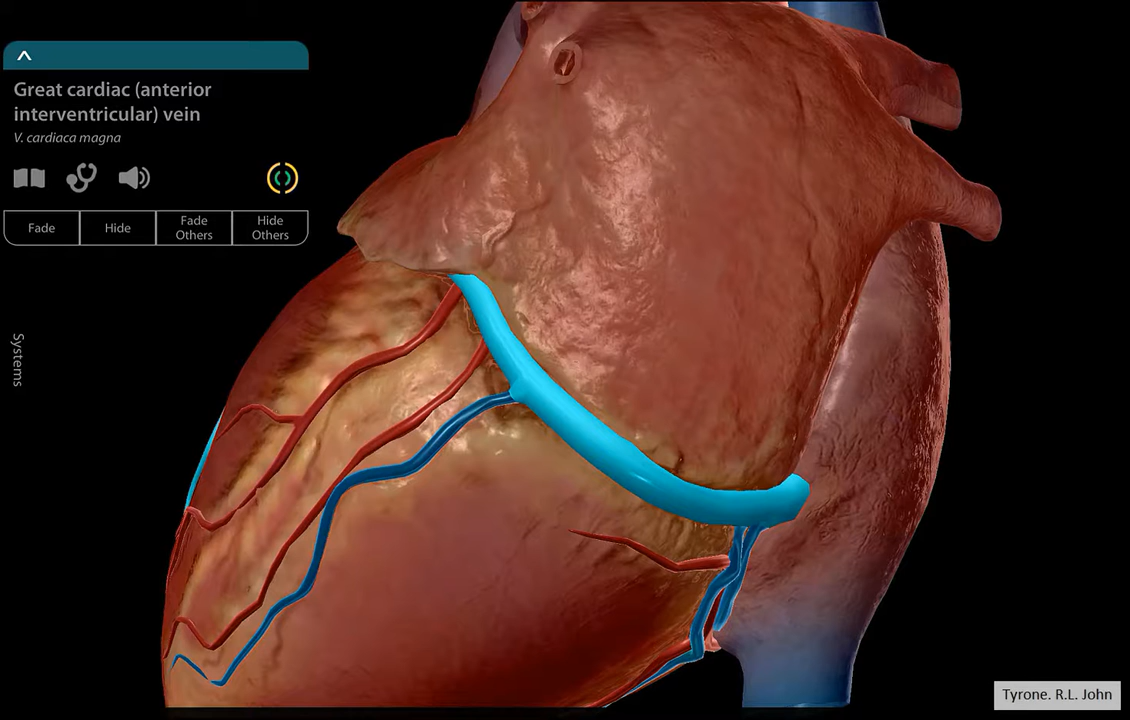 Great cardiac (anterior
interventricular) vein
V. cardiaca magna
Fade
Hide
Fade
Others
Hide
Others
Systems
Tyrone. R.L. John